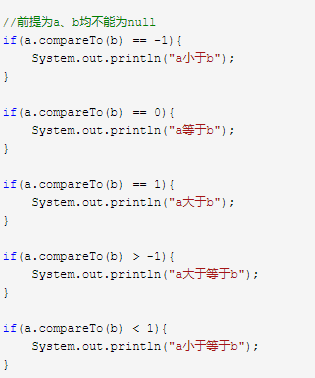 //前提为a、b均不能为null
if(a.compareTo(b) == -1){
    System.out.println("a小于b");
}
if(a.compareTo(b) == 0){
    System.out.println("a等于b");
}
if(a.compareTo(b) == 1){
    System.out.println("a大于b");
}
if(a.compareTo(b) > -1){
    System.out.println("a大于等于b");
}
if(a.compareTo(b) < 1){
    System.out.println("a小于等于b");
}